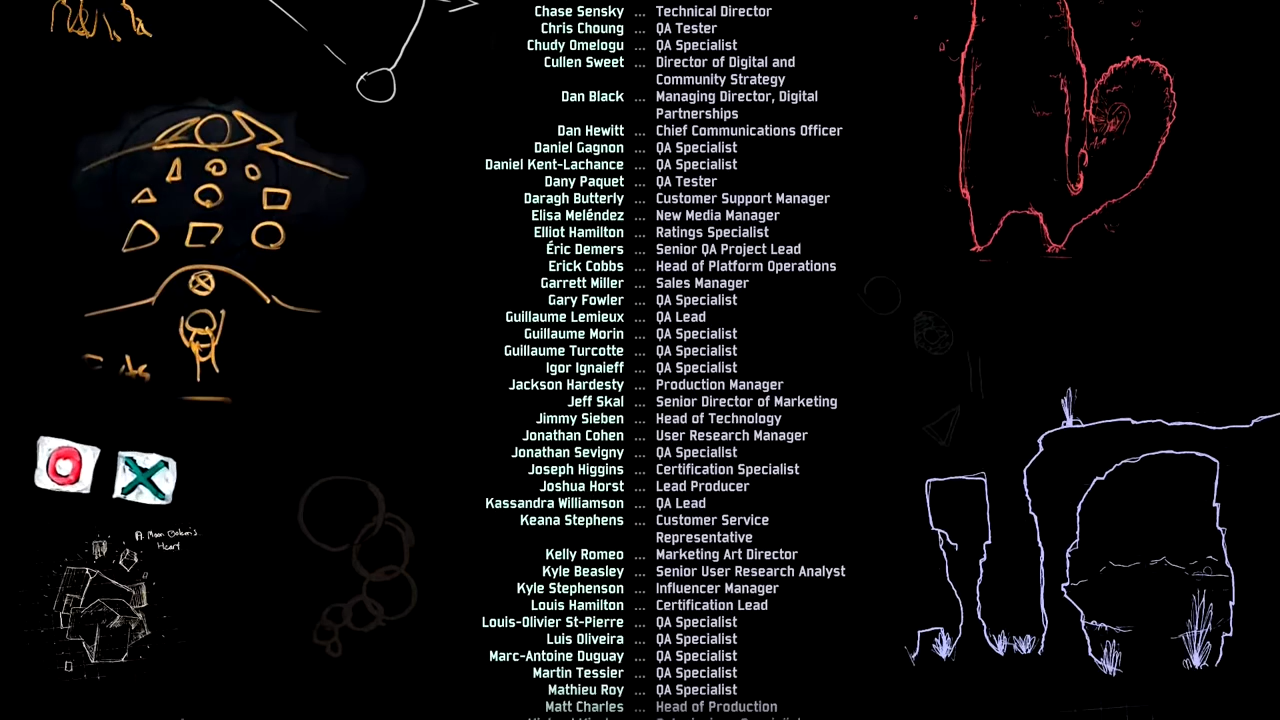 Chase Sensky ... Technical Director
Chris Choung ... QA Tester
Chudy Omelogu ... QA Specialist
Cullen Sweet ... Director of Digital and
Community Strategy
Dan Black ... Managing Director, Digital
Partnerships
Dan Hewitt ... Chief Communications Officer
Daniel Gagnon ... QA Specialist
Daniel Kent-Lachance ... QA Specialist
Dany Paquet ... QA Tester
Daragh Butterly ... Customer Support Manager
Elisa Meléndez ... New Media Manager
Elliot Hamilton ... Ratings Specialist
Éric Demers ... Senior QA Project Lead
Erick Cobbs ... Head of Platform Operations
Garrett Miller ... Sales Manager
Gary Fowler ... QA Specialist
Guillaume Lemieux ... QA Lead
Guillaume Morin ... QA Specialist
Guillaume Turcotte ... QA Specialist
Igor Ignaieff ... QA Specialist
Jackson Hardesty ... Production Manager
Jeff Skal ... Senior Director of Marketing
Jimmy Sieben ... Head of Technology
Jonathan Cohen ... User Research Manager
Jonathan Sevigny ... QA Specialist
Joseph Higgins ... Certification Specialist
Joshua Horst ... Lead Producer
Kassandra Williamson ... QA Lead
Keana Stephens ... Customer Service
Representative
Kelly Romeo ... Marketing Art Director
Kyle Beasley ... Senior User Research Analyst
Kyle Stephenson ... Influencer Manager
Louis Hamilton ... Certification Lead
Louis-Olivier St-Pierre ... QA Specialist
Luis Oliveira ... QA Specialist
Marc-Antoine Duguay ... QA Specialist
Martin Tessier ... QA Specialist
Mathieu Roy ... QA Specialist
Matt Charles ... Head of Production
A Moon Golem's
Heart